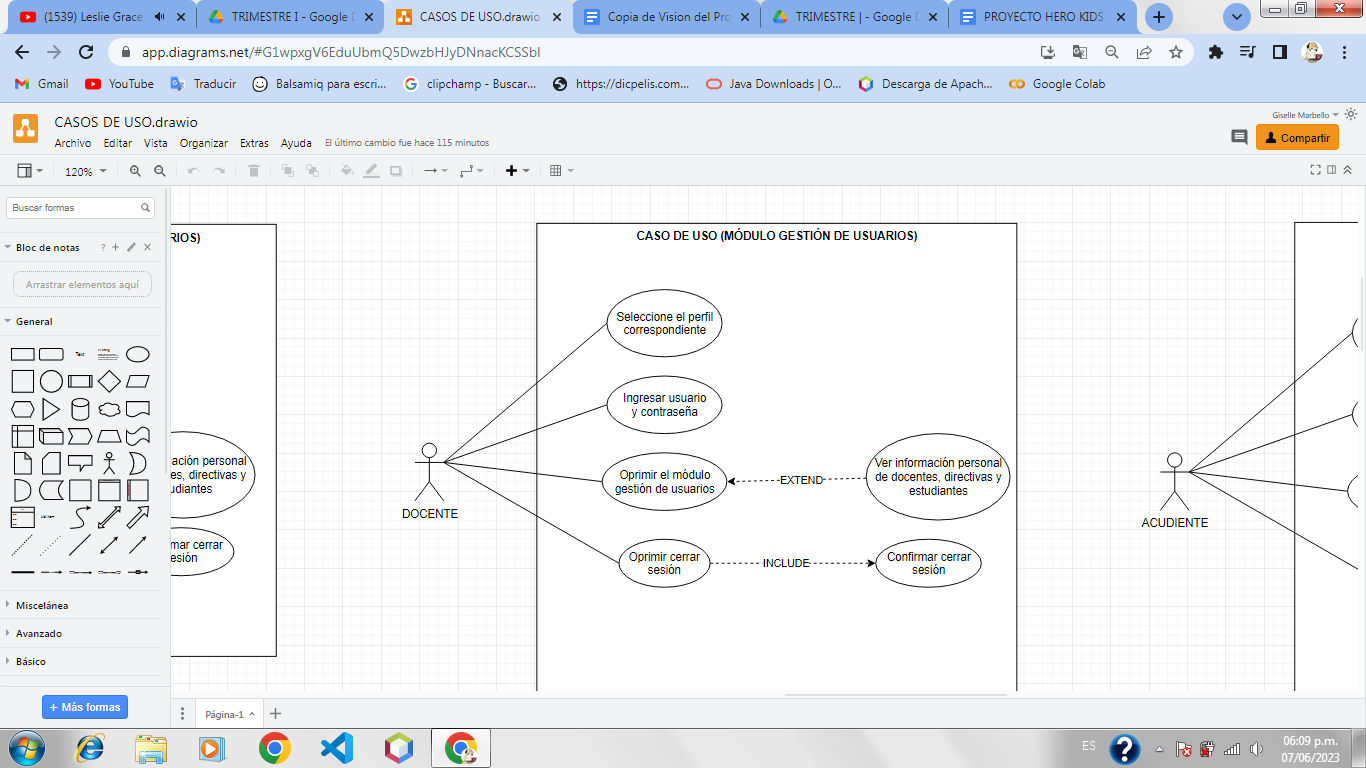 (1539) Leslie Grace
TRIMESTRE I - Google D
CASOS DE USO.drawio
Copia de Vision del Pro
TRIMESTRE | - Google D
PROYECTO HERO KIDS
app.diagrams.net/#G1wpxgV6EduUbmQ5DwzbHJyDNnacKCSSbI
Gmail
YouTube
Traducir
Balsamiq para escri...
clipchamp - Buscar...
https://dicpelis.com...
Java Downloads | O...
Descarga de Apach...
Google Colab
CASOS DE USO.drawio
Giselle Marbello
Archivo Editar Vista Organizar Extras Ayuda El último cambio fue hace 115 minutos
Compartir
120%
Buscar formas
Bloc de notas
Arrastrar elementos aquí
General
Text
Miscelánea
Avanzado
Básico
+ Más formas
RIOS)
ación personal
es, directivas y
udiantes
mar cerrar
esión
CASO DE USO (MÓDULO GESTIÓN DE USUARIOS)
Seleccione el perfil
correspondiente
Ingresar usuario
y contraseña
Oprimir el módulo
gestión de usuarios
EXTEND
Ver información personal
de docentes, directivas y
estudiantes
Oprimir cerrar
sesión
INCLUDE
Confirmar cerrar
sesión
DOCENTE
ACUDIENTE
Página-1
ES
06:09 p.m.
07/06/2023